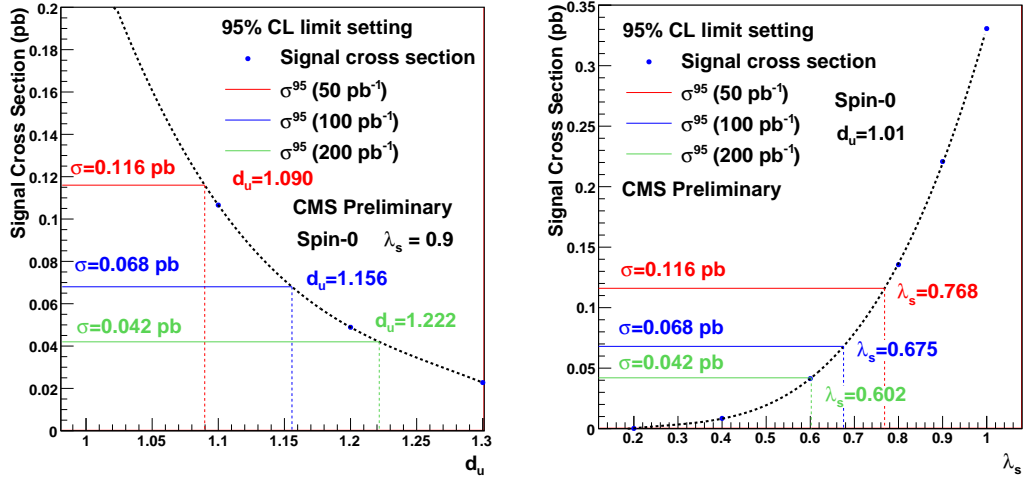 Signal Cross Section (pb)
0.2
0.18
0.16
0.14
0.12
0.1
0.08
0.06
0.04
0.02
0
95% CL limit setting
Signal cross section
σ⁹⁵ (50 pb⁻¹)
σ⁹⁵ (100 pb⁻¹)
σ⁹⁵ (200 pb⁻¹)
σ=0.116 pb
dᵤ=1.090
CMS Preliminary
Spin-0 λₛ = 0.9
σ=0.068 pb
dᵤ=1.156
σ=0.042 pb
dᵤ=1.222
1 1.05 1.1 1.15 1.2 1.25 1.3
dᵤ
Signal Cross Section (pb)
0.35
0.3
0.25
0.2
0.15
0.1
0.05
0
95% CL limit setting
Signal cross section
σ⁹⁵ (50 pb⁻¹)
Spin-0
σ⁹⁵ (100 pb⁻¹)
dᵤ=1.01
σ⁹⁵ (200 pb⁻¹)
CMS Preliminary
σ=0.116 pb
λₛ=0.768
σ=0.068 pb
λₛ=0.675
σ=0.042 pb
λₛ=0.602
0.2 0.3 0.4 0.5 0.6 0.7 0.8 0.9 1
λₛ